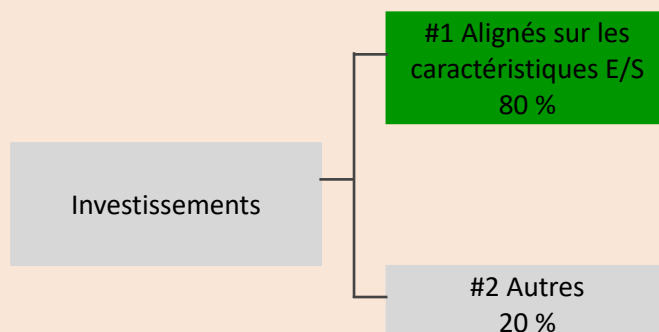 #1 Alignés sur les
caractéristiques E/S
80 %
Investissements
#2 Autres
20 %